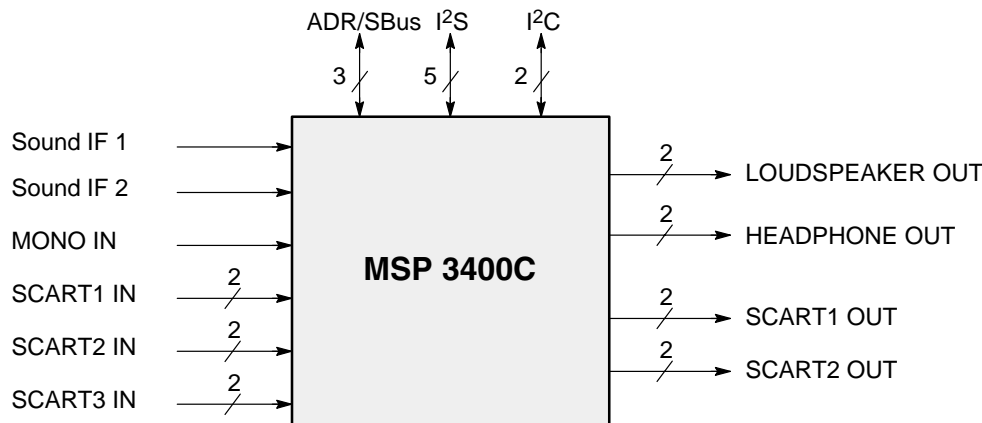 ADR/SBus I²S I²C
3 5 2
Sound IF 1
Sound IF 2
MONO IN
SCART1 IN 2
SCART2 IN 2
SCART3 IN 2
MSP 3400C
2 LOUDSPEAKER OUT
2 HEADPHONE OUT
2 SCART1 OUT
2 SCART2 OUT